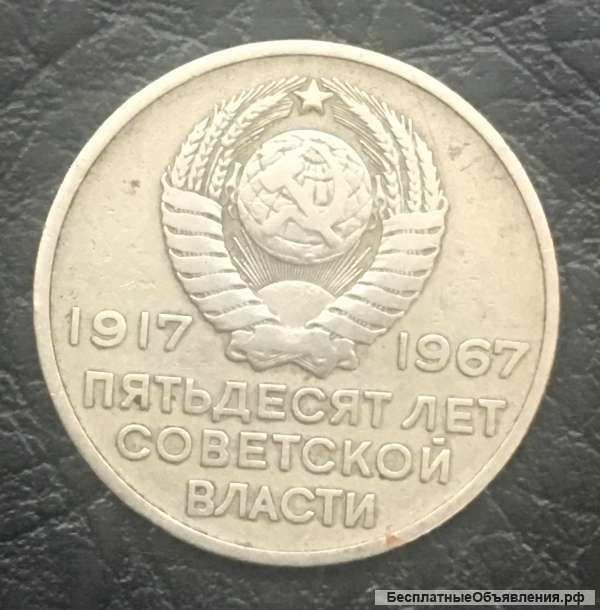 1917 1967
ПЯТЬДЕСЯТ ЛЕТ
СОВЕТСКОЙ
ВЛАСТИ
БесплатныеОбъявления.рф